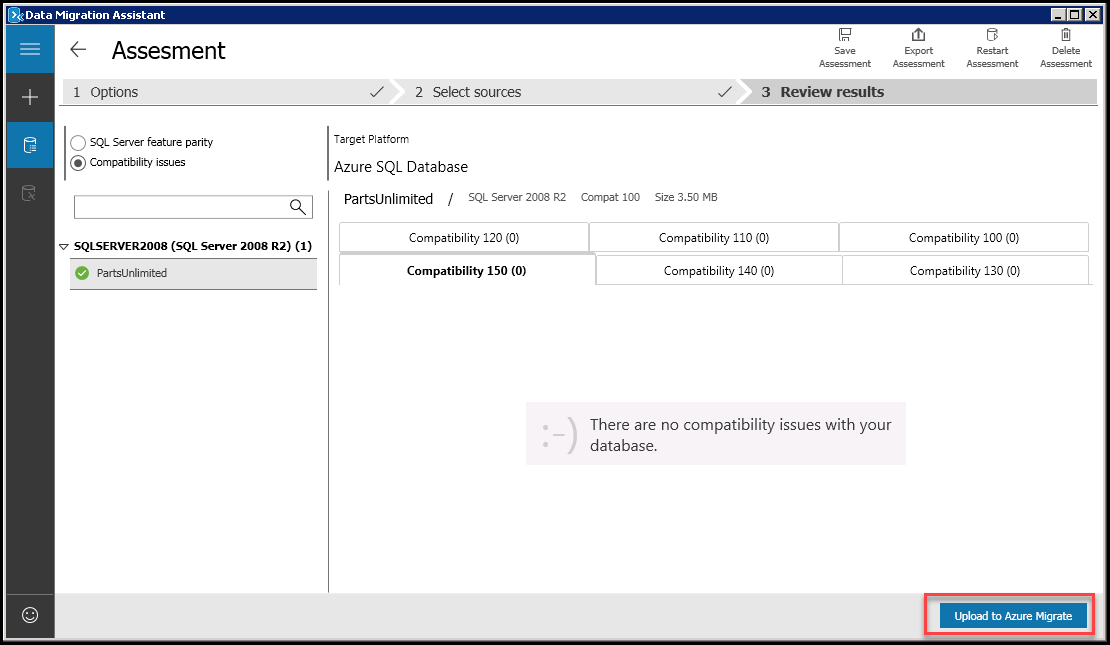 Data Migration Assistant
Assesment
Save
Assessment
Export
Assessment
Restart
Assessment
Delete
Assessment
1 Options
2 Select sources
3 Review results
SQL Server feature parity
Compatibility issues
SQLSERVER2008 (SQL Server 2008 R2) (1)
PartsUnlimited
Target Platform
Azure SQL Database
PartsUnlimited / SQL Server 2008 R2 Compat 100 Size 3.50 MB
Compatibility 120 (0) Compatibility 110 (0) Compatibility 100 (0)
Compatibility 150 (0) Compatibility 140 (0) Compatibility 130 (0)
:-) There are no compatibility issues with your
database.
Upload to Azure Migrate